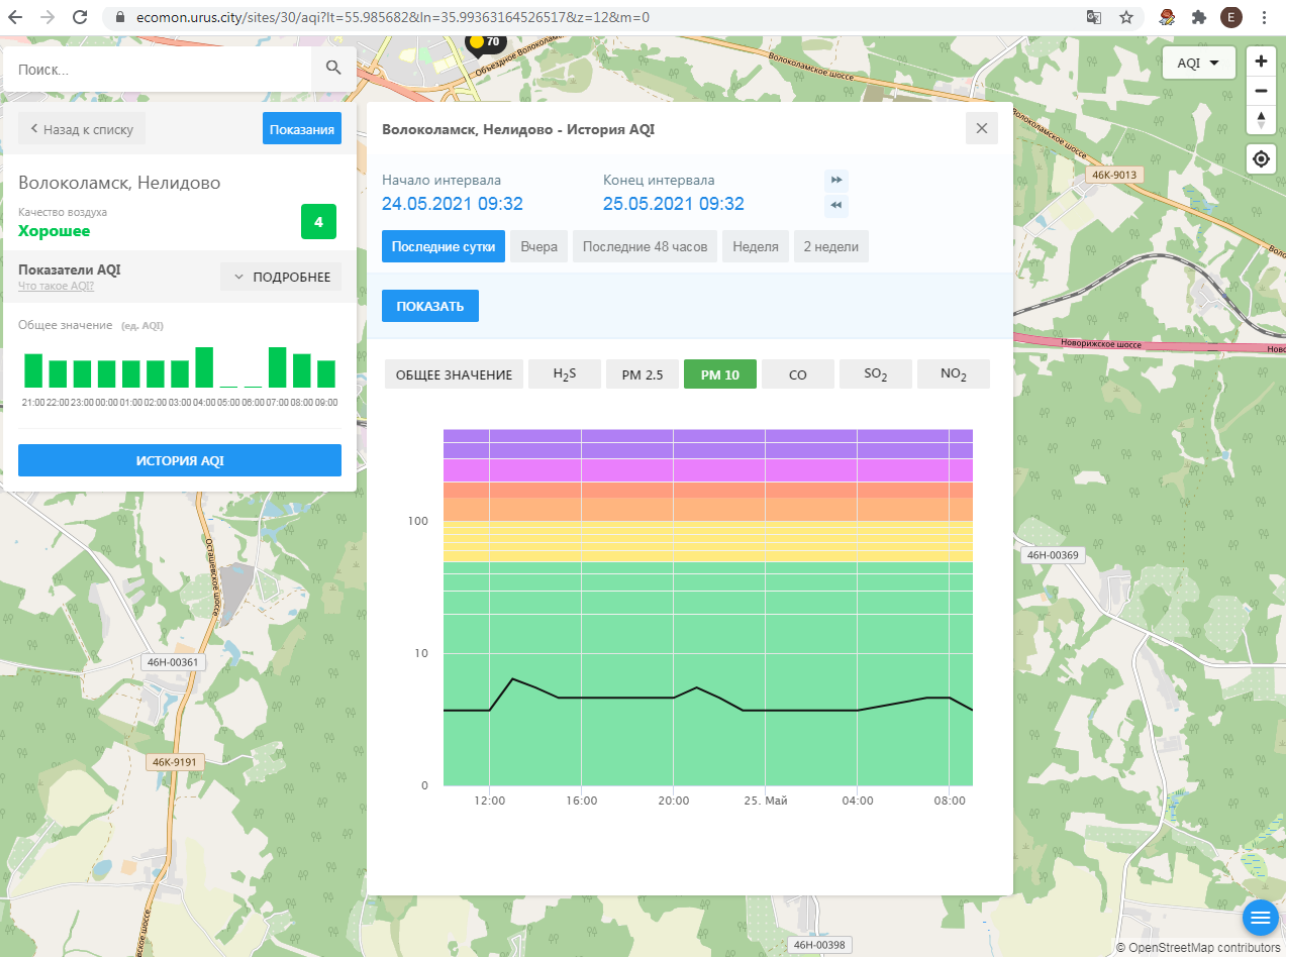 ecomon.urus.city/sites/30/aqi?lt=55.985682&ln=35.99363164526517&z=12&m=0
E
70
Объездное Волоколамск
Волоколамское шоссе
Поиск...
AQI
Назад к списку
Показания
Волоколамск, Нелидово - История AQI
Волоколамское шоссе
46К-9013
Волоколамск, Нелидово
Качество воздуха
Хорошее
4
Начало интервала
Конец интервала
24.05.2021 09:32
25.05.2021 09:32
Последние сутки
Вчера
Последние 48 часов
Неделя
2 недели
Показатели AQI
Что такое AQI?
ПОДРОБНЕЕ
ПОКАЗАТЬ
Общее значение (ед. AQI)
21:00 22:00 23:00 00:00 01:00 02:00 03:00 04:00 05:00 06:00 07:00 08:00 09:00
ИСТОРИЯ AQI
Новорижское шоссе
Ново
ОБЩЕЕ ЗНАЧЕНИЕ
H₂S
PM 2.5
PM 10
CO
SO₂
NO₂
100
10
0
12:00
16:00
20:00
25. Май
04:00
08:00
Осташёвское шоссе
46Н-00361
46К-9191
46Н-00369
46Н-00398
© OpenStreetMap contributors